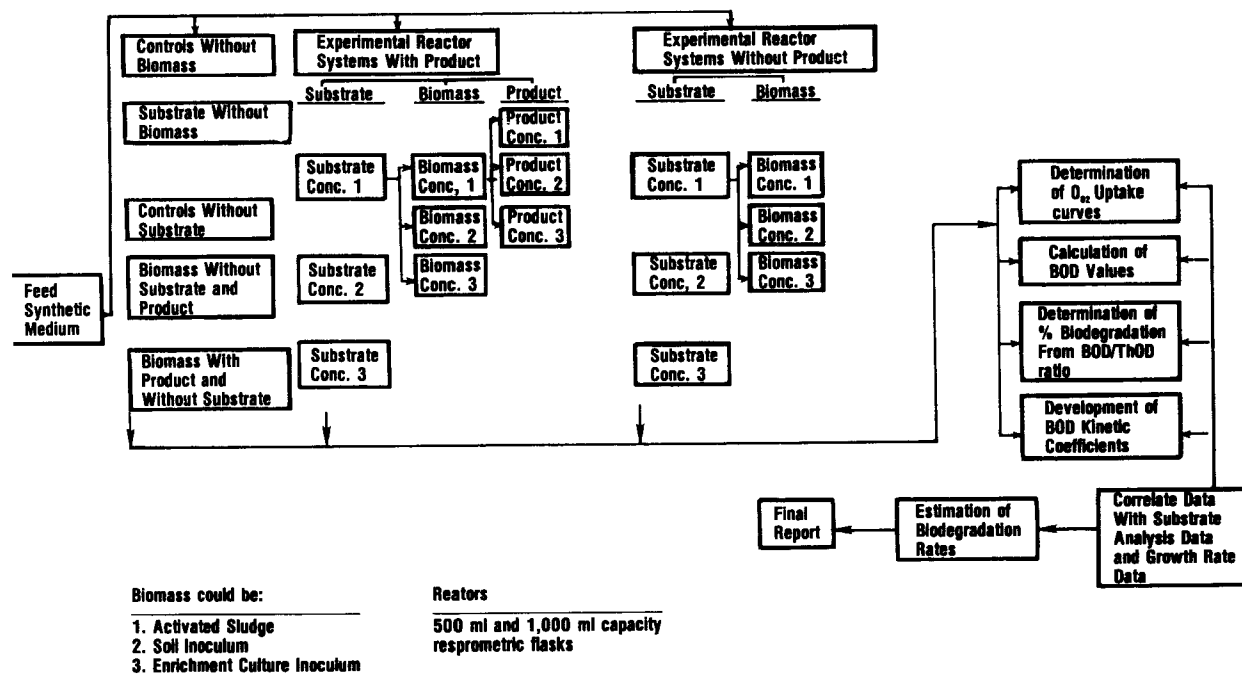 Controls Without
Biomass
Experimental Reactor
Systems With Product
Experimental Reactor
Systems Without Product
Substrate
Biomass
Product
Substrate
Biomass
Substrate Without
Biomass
Product
Conc. 1
Substrate
Conc. 1
Biomass
Conc, 1
Product
Conc. 2
Substrate
Conc. 1
Biomass
Conc. 1
Determination
of O₀₂ Uptake
curves
Controls Without
Substrate
Biomass
Conc. 2
Product
Conc. 3
Biomass
Conc. 2
Calculation of
BOD Values
Feed
Synthetic
Medium
Biomass Without
Substrate and
Product
Substrate
Conc. 2
Biomass
Conc. 3
Substrate
Conc, 2
Biomass
Conc. 3
Determination of
% Biodegradation
From BOD/ThOD
ratio
Biomass With
Product and
Without Substrate
Substrate
Conc. 3
Substrate
Conc. 3
Development of
BOD Kinetic
Coefficients
Final
Report
Estimation of
Biodegradation
Rates
Correlate Data
With Substrate
Analysis Data
and Growth Rate
Data
Biomass could be:
1. Activated Sludge
2. Soil Inoculum
3. Enrichment Culture Inoculum
Reators
500 ml and 1,000 ml capacity
resprometric flasks